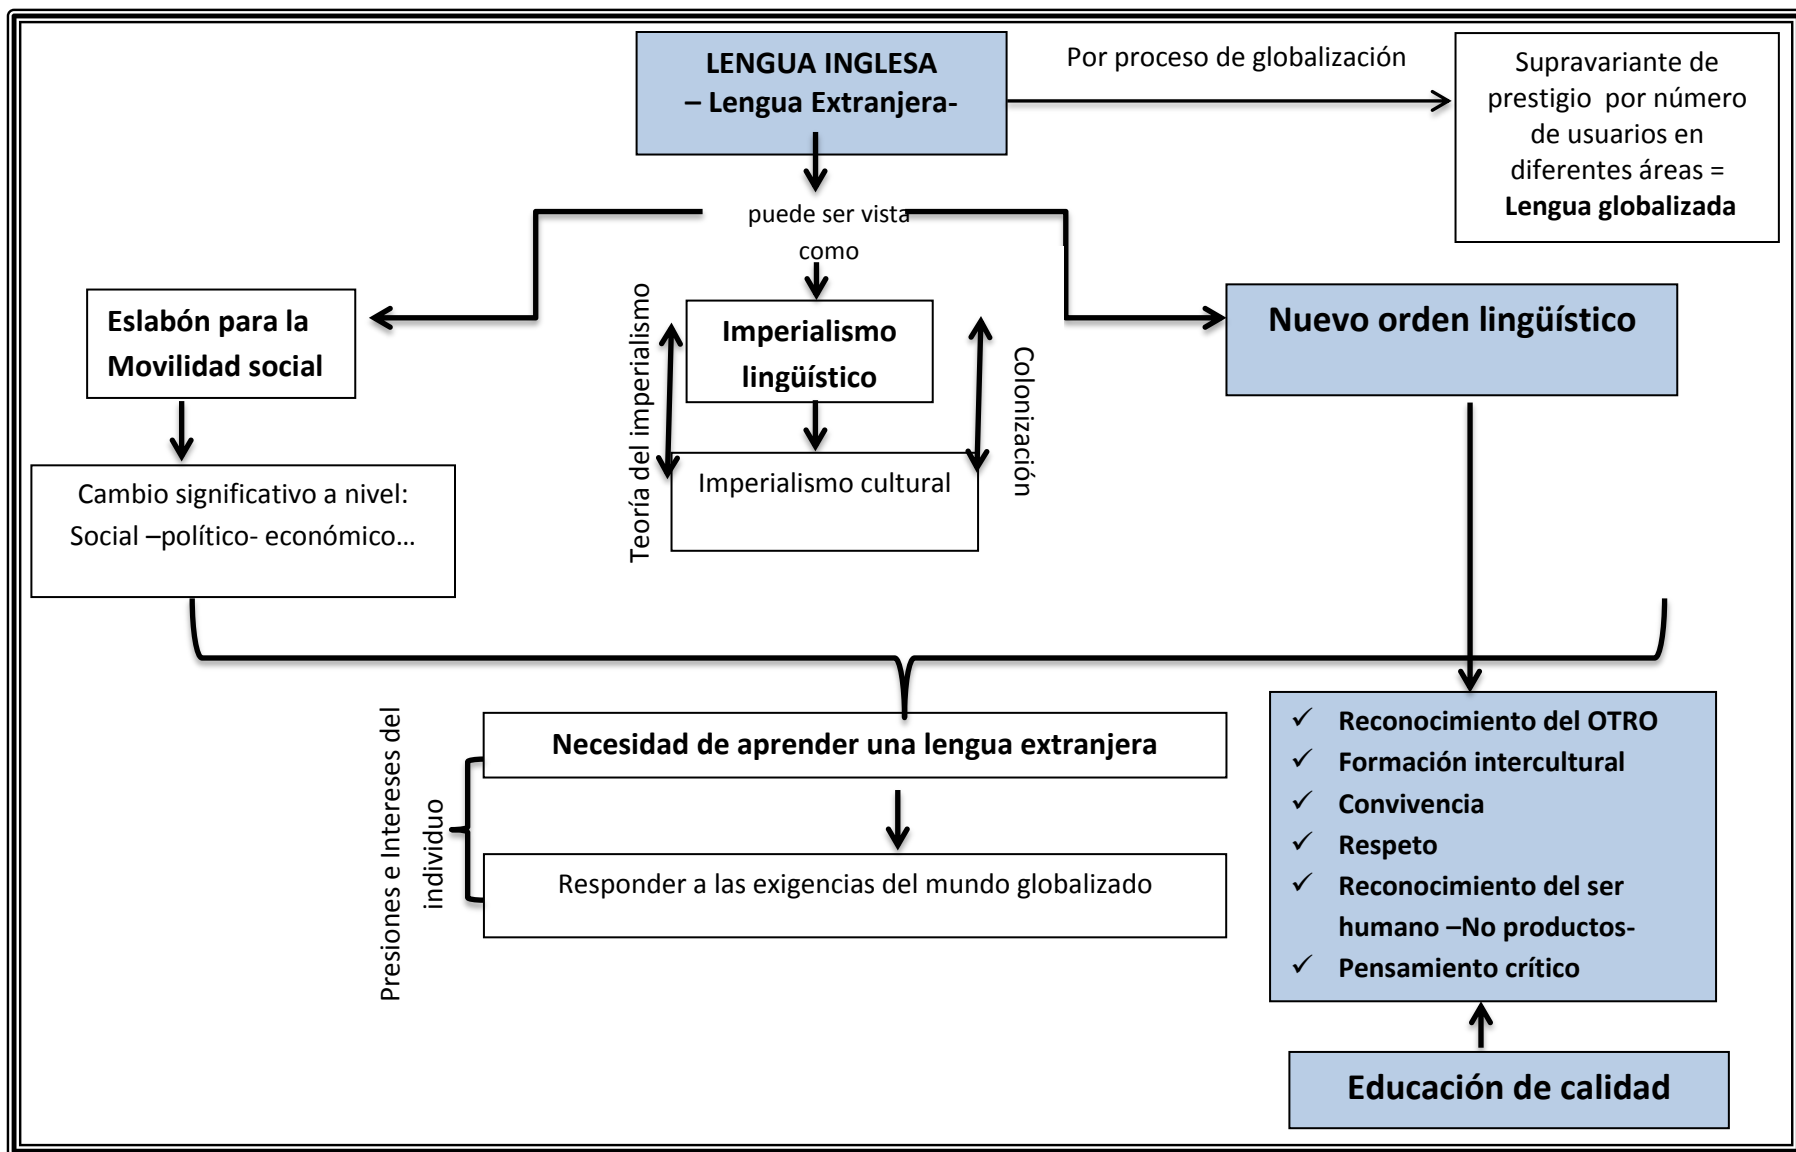 LENGUA INGLESA
– Lengua Extranjera-
Por proceso de globalización
Supravariante de
prestigio por número
de usuarios en
diferentes áreas =
Lengua globalizada
puede ser vista
como
Eslabón para la
Movilidad social
Teoría del imperialismo
Imperialismo
lingüístico
Colonización
Nuevo orden lingüístico
Cambio significativo a nivel:
Social –político- económico…
Imperialismo cultural
Presiones e Intereses del
individuo
Necesidad de aprender una lengua extranjera
Responder a las exigencias del mundo globalizado
✓ Reconocimiento del OTRO
✓ Formación intercultural
✓ Convivencia
✓ Respeto
✓ Reconocimiento del ser
humano –No productos-
✓ Pensamiento crítico
Educación de calidad